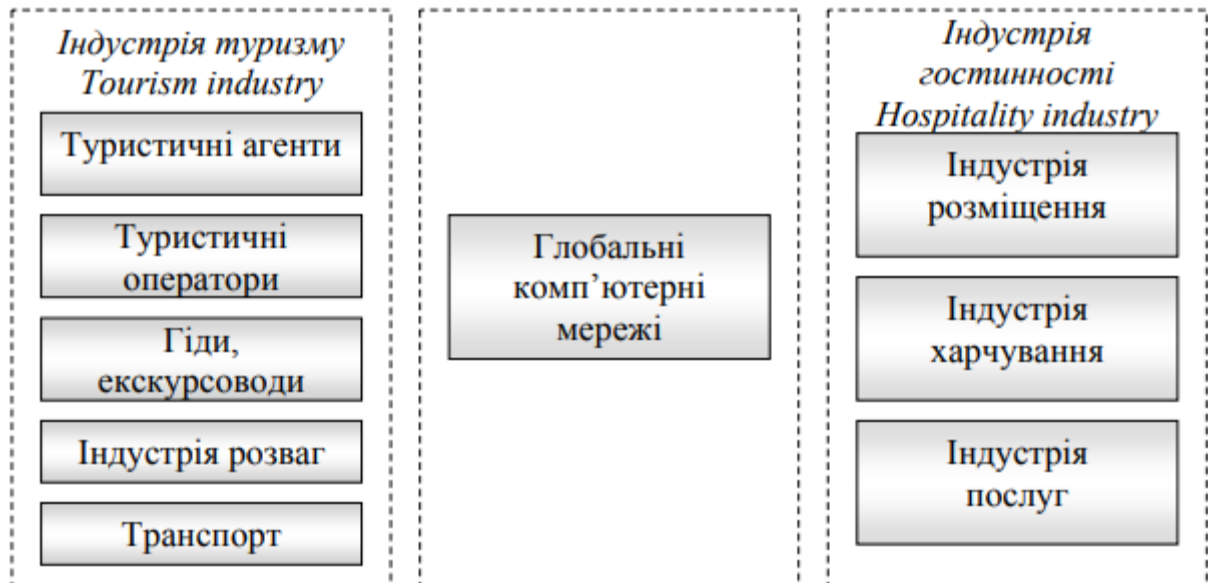 Індустрія туризму
Tourism industry
Туристичні агенти
Туристичні
оператори
Гіди,
екскурсоводи
Індустрія розваг
Транспорт
Глобальні
комп’ютерні
мережі
Індустрія
гостинності
Hospitality industry
Індустрія
розміщення
Індустрія
харчування
Індустрія
послуг